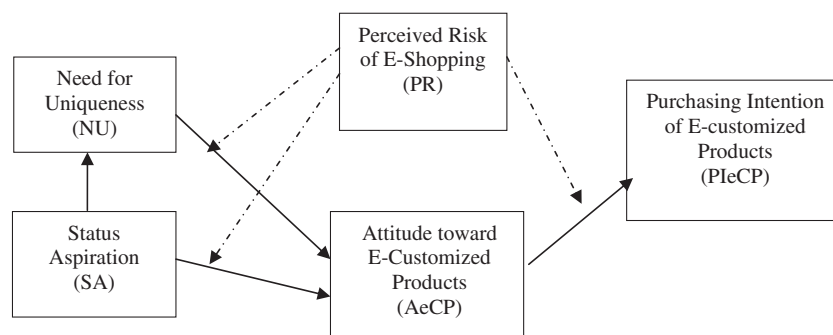 Perceived Risk
of E-Shopping
(PR)
Need for
Uniqueness
(NU)
Purchasing Intention
of E-customized
Products
(PIeCP)
Status
Aspiration
(SA)
Attitude toward
E-Customized
Products
(AeCP)